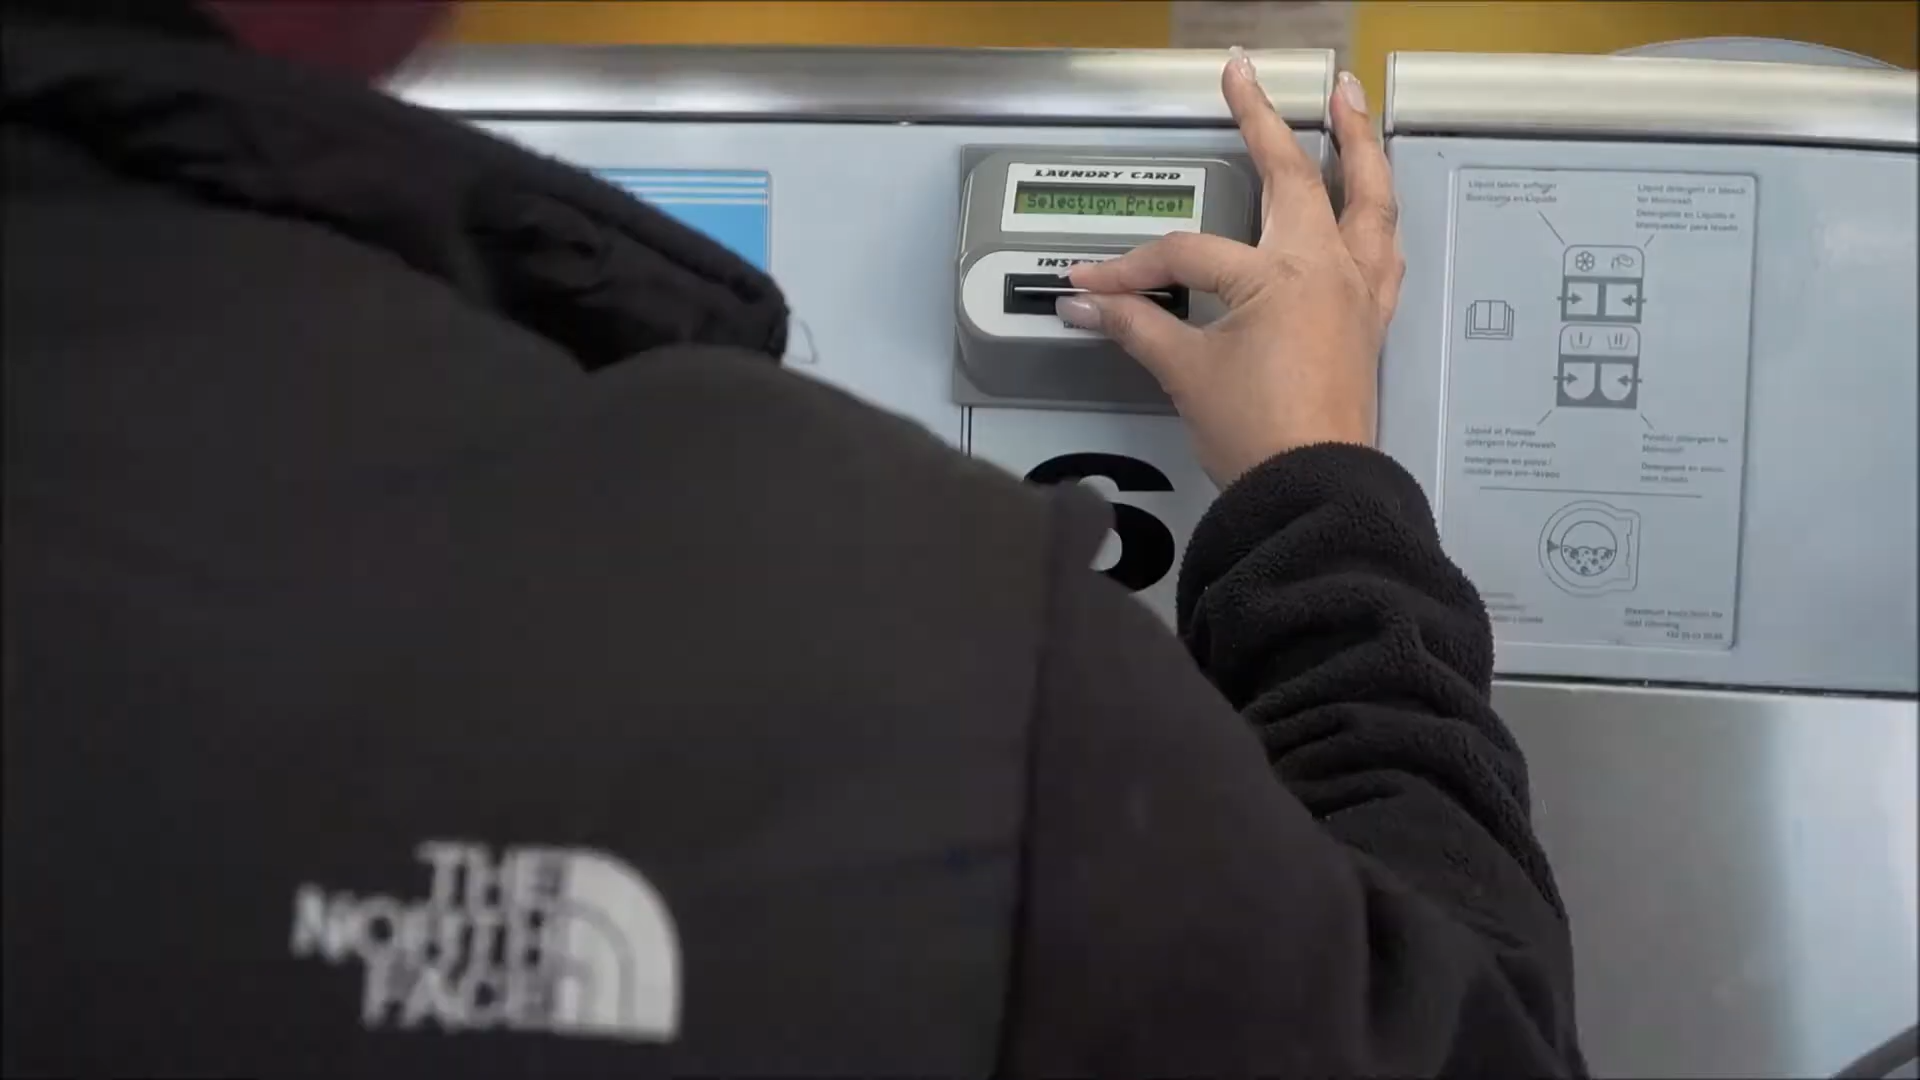 LAUNDRY CARD
Selection Price:
6
Liquid fabric softener
Suavizante en Líquido
Liquid detergent or bleach
for Mainwash
Detergente en Líquido o
blanqueador para lavado
I II
Liquid or Powder
detergent for Prewash
Detergente en polvo /
líquido para pre-lavado
Powder detergent for
Mainwash
Detergente en polvo
para lavado
THE
NORTH
FACE